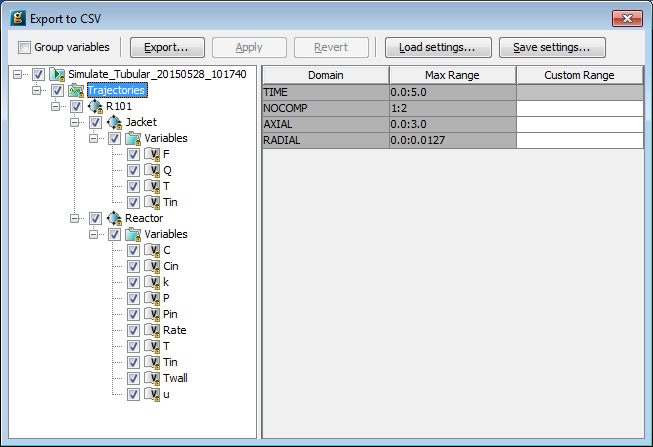 Export to CSV
Group variables Export... Apply Revert Load settings... Save settings...
Simulate_Tubular_20150528_101740
Trajectories
R101
Jacket
Variables
F
Q
T
Tin
Reactor
Variables
C
Cin
k
P
Pin
Rate
T
Tin
Twall
u
Domain Max Range Custom Range
TIME 0.0:5.0
NOCOMP 1:2
AXIAL 0.0:3.0
RADIAL 0.0:0.0127